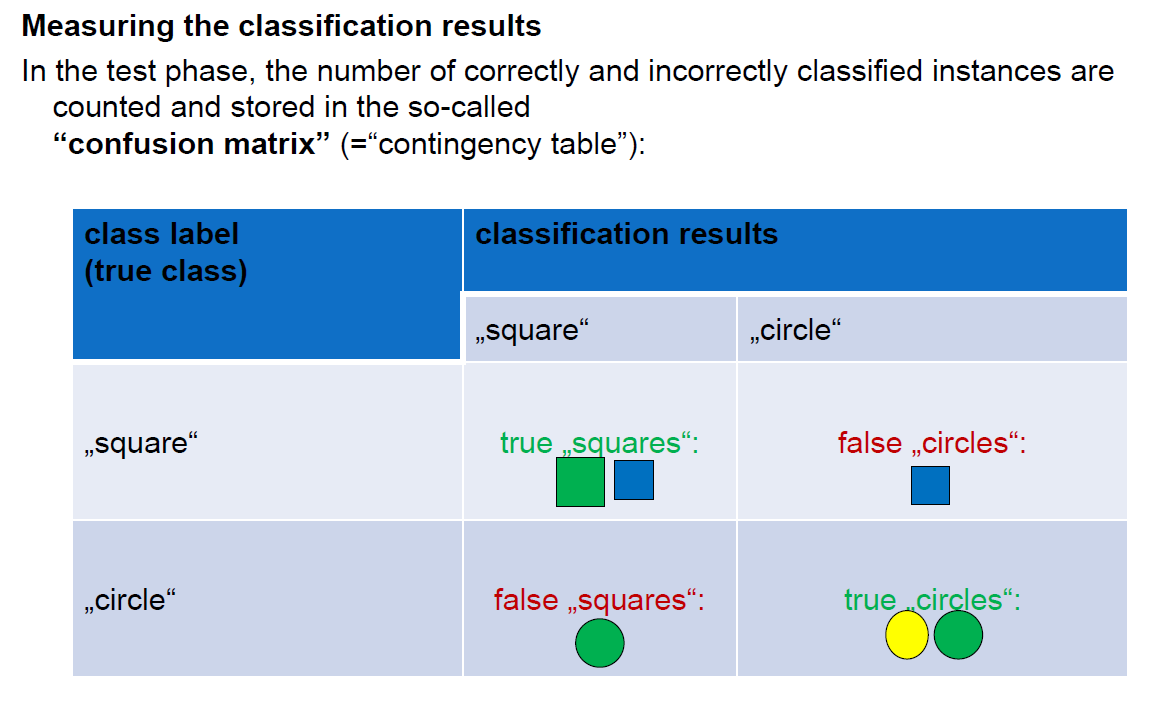 Measuring the classification results
In the test phase, the number of correctly and incorrectly classified instances are
counted and stored in the so-called
“confusion matrix” (=“contingency table”):
class label
(true class)
classification results
„square“
„circle“
„square“
true „squares“:
false „circles“:
„circle“
false „squares“:
true „circles“: